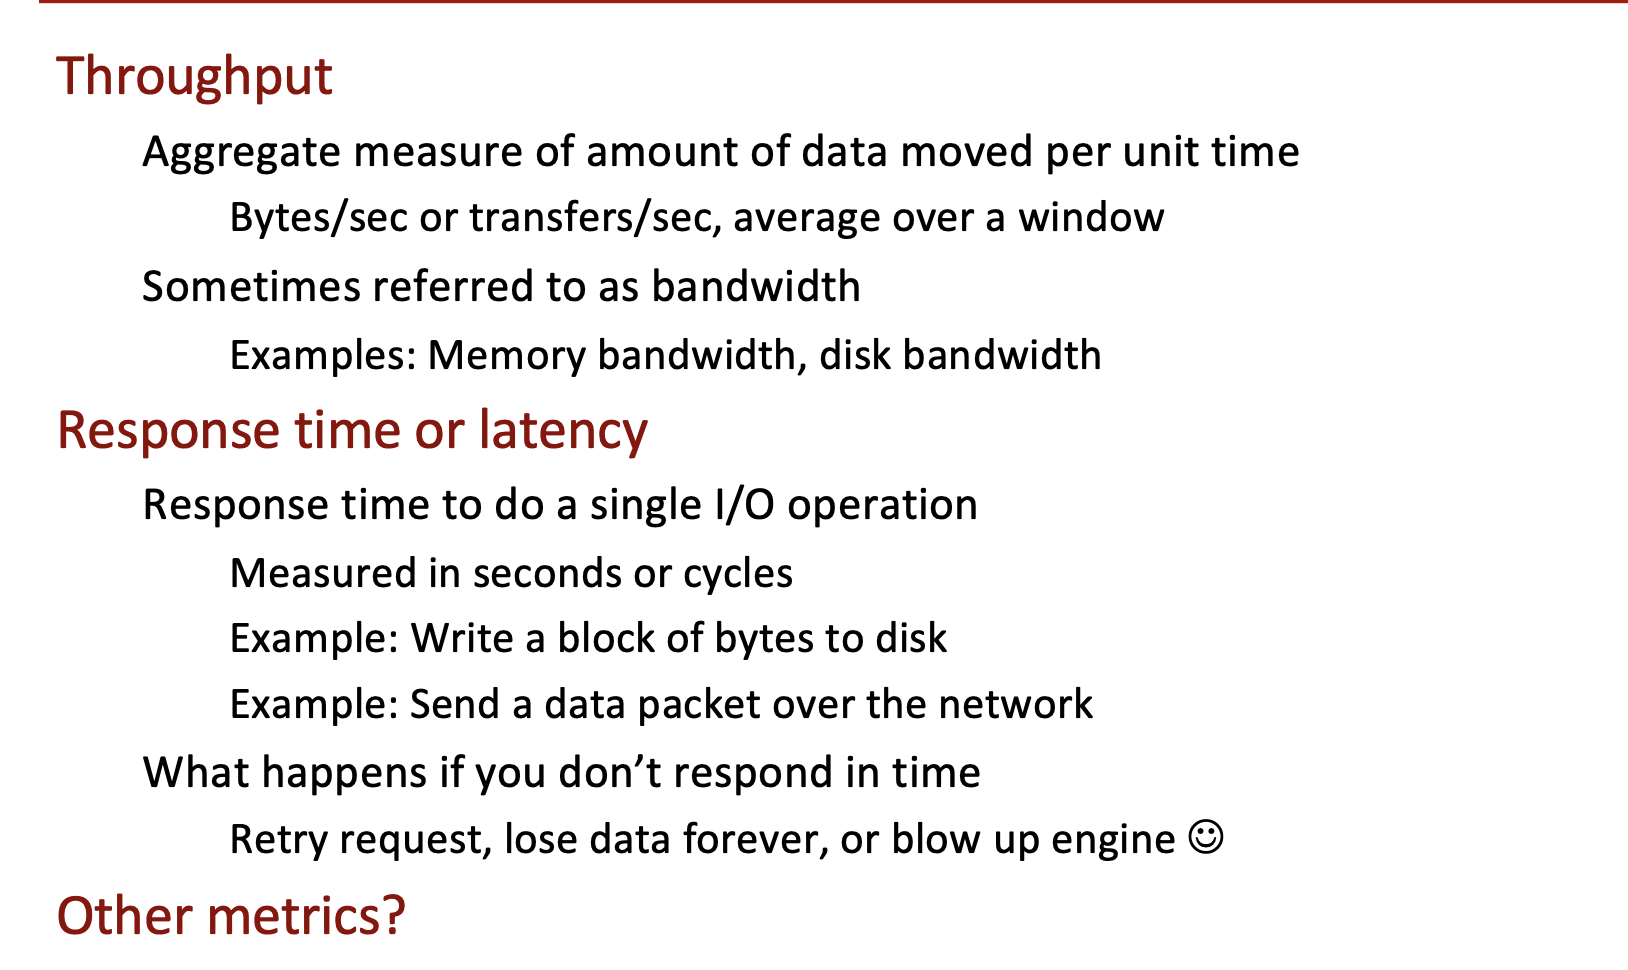 Throughput
Aggregate measure of amount of data moved per unit time
Bytes/sec or transfers/sec, average over a window
Sometimes referred to as bandwidth
Examples: Memory bandwidth, disk bandwidth
Response time or latency
Response time to do a single I/O operation
Measured in seconds or cycles
Example: Write a block of bytes to disk
Example: Send a data packet over the network
What happens if you don’t respond in time
Retry request, lose data forever, or blow up engine ☺
Other metrics?